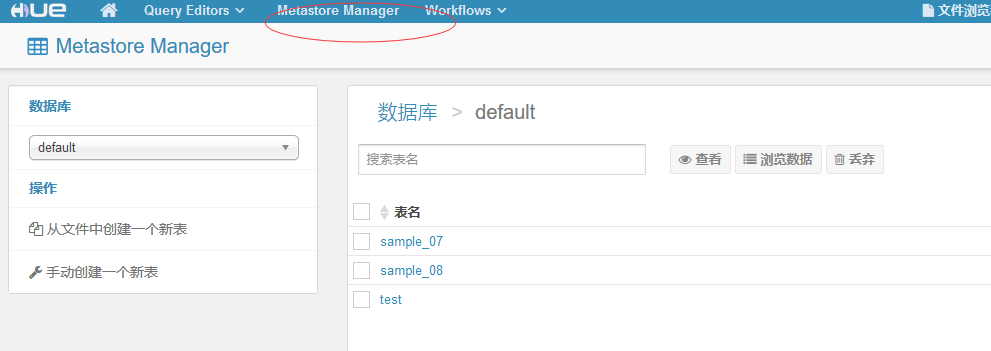 HUE Query Editors Metastore Manager Workflows 文件浏览
Metastore Manager
数据库
default
操作
从文件中创建一个新表
手动创建一个新表
数据库 > default
搜索表名 查看 浏览数据 丢弃
表名
sample_07
sample_08
test